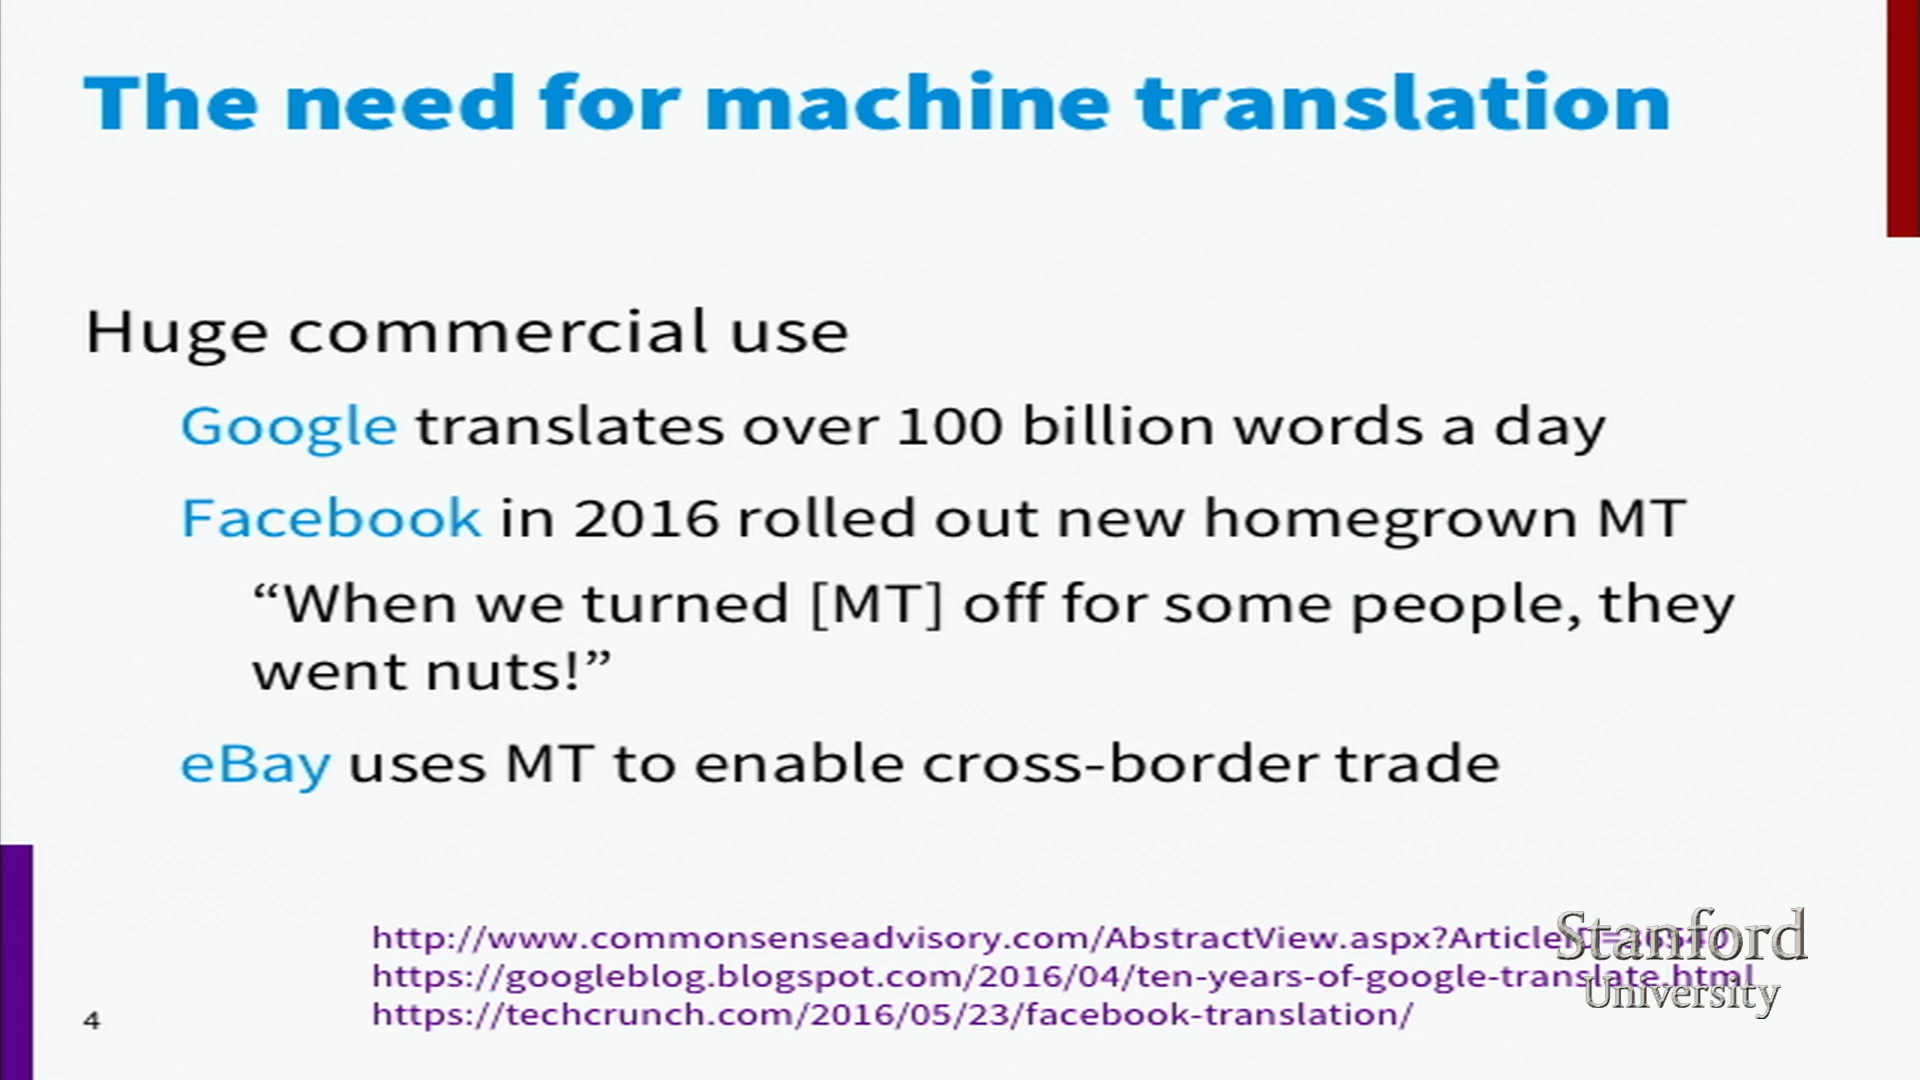 The need for machine translation
Huge commercial use
Google translates over 100 billion words a day
Facebook in 2016 rolled out new homegrown MT
“When we turned [MT] off for some people, they
went nuts!”
eBay uses MT to enable cross-border trade
http://www.commonsenseadvisory.com/AbstractView.aspx?ArticleID=
https://googleblog.blogspot.com/2016/04/ten-years-of-google-translate.html
https://techcrunch.com/2016/05/23/facebook-translation/
4
Stanford
University